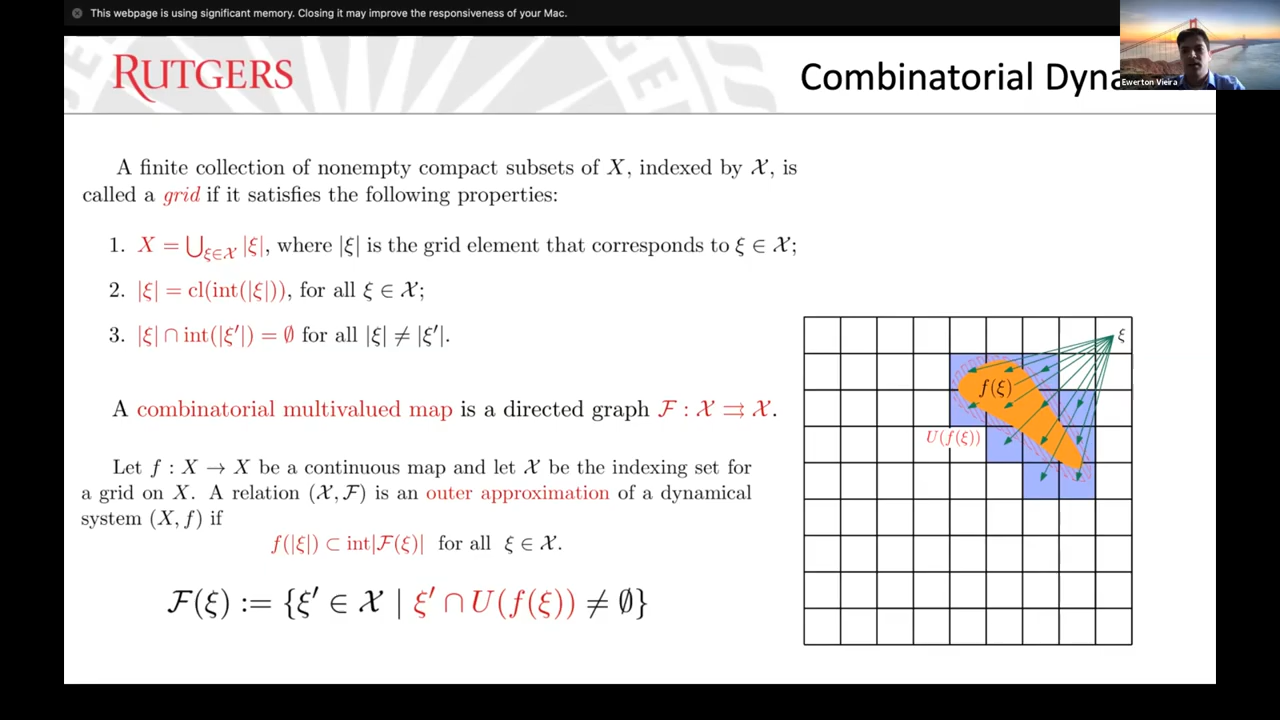 This webpage is using significant memory. Closing it may improve the responsiveness of your Mac.
RUTGERS
Combinatorial Dyna
Ewerton Vieira
A finite collection of nonempty compact subsets of X, indexed by 𝒳, is
called a grid if it satisfies the following properties:
1. X = ⋃_{ξ∈𝒳} |ξ|, where |ξ| is the grid element that corresponds to ξ ∈ 𝒳;
2. |ξ| = cl(int(|ξ|)), for all ξ ∈ 𝒳;
3. |ξ| ∩ int(|ξ′|) = ∅ for all |ξ| ≠ |ξ′|.
A combinatorial multivalued map is a directed graph ℱ : 𝒳 ⇉ 𝒳.
Let f : X → X be a continuous map and let 𝒳 be the indexing set for
a grid on X. A relation (𝒳, ℱ) is an outer approximation of a dynamical
system (X, f) if
f(|ξ|) ⊂ int|ℱ(ξ)| for all ξ ∈ 𝒳.
ℱ(ξ) := {ξ′ ∈ 𝒳 | ξ′ ∩ U(f(ξ)) ≠ ∅}
ξ
f(ξ)
U(f(ξ))